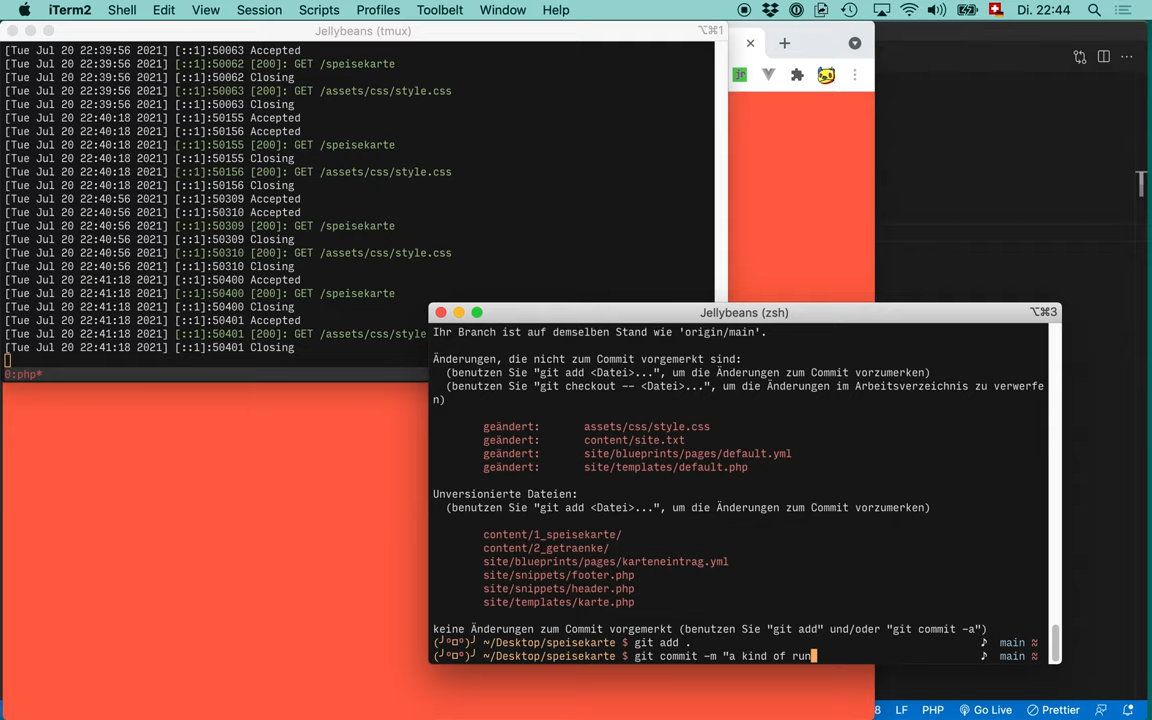 iTerm2 Shell Edit View Session Scripts Profiles Toolbelt Window Help Di. 22:44
Jellybeans (tmux) ⌥⌘1
[Tue Jul 20 22:39:56 2021] [::1]:50063 Accepted
[Tue Jul 20 22:39:56 2021] [::1]:50062 [200]: GET /speisekarte
[Tue Jul 20 22:39:56 2021] [::1]:50062 Closing
[Tue Jul 20 22:39:56 2021] [::1]:50063 [200]: GET /assets/css/style.css
[Tue Jul 20 22:39:56 2021] [::1]:50063 Closing
[Tue Jul 20 22:40:18 2021] [::1]:50155 Accepted
[Tue Jul 20 22:40:18 2021] [::1]:50156 Accepted
[Tue Jul 20 22:40:18 2021] [::1]:50155 [200]: GET /speisekarte
[Tue Jul 20 22:40:18 2021] [::1]:50155 Closing
[Tue Jul 20 22:40:18 2021] [::1]:50156 [200]: GET /assets/css/style.css
[Tue Jul 20 22:40:18 2021] [::1]:50156 Closing
[Tue Jul 20 22:40:56 2021] [::1]:50309 Accepted
[Tue Jul 20 22:40:56 2021] [::1]:50310 Accepted
[Tue Jul 20 22:40:56 2021] [::1]:50309 [200]: GET /speisekarte
[Tue Jul 20 22:40:56 2021] [::1]:50309 Closing
[Tue Jul 20 22:40:56 2021] [::1]:50310 [200]: GET /assets/css/style.css
[Tue Jul 20 22:40:56 2021] [::1]:50310 Closing
[Tue Jul 20 22:41:18 2021] [::1]:50400 Accepted
[Tue Jul 20 22:41:18 2021] [::1]:50400 [200]: GET /speisekarte
[Tue Jul 20 22:41:18 2021] [::1]:50400 Closing
[Tue Jul 20 22:41:18 2021] [::1]:50401 Accepted
[Tue Jul 20 22:41:18 2021] [::1]:50401 [200]: GET /assets/css/style
[Tue Jul 20 22:41:18 2021] [::1]:50401 Closing
0:php*
Jellybeans (zsh) ⌥⌘3
Ihr Branch ist auf demselben Stand wie 'origin/main'.
Änderungen, die nicht zum Commit vorgemerkt sind:
(benutzen Sie "git add <Datei>...", um die Änderungen zum Commit vorzumerken)
(benutzen Sie "git checkout -- <Datei>...", um die Änderungen im Arbeitsverzeichnis zu verwerfe
n)
geändert: assets/css/style.css
geändert: content/site.txt
geändert: site/blueprints/pages/default.yml
geändert: site/templates/default.php
Unversionierte Dateien:
(benutzen Sie "git add <Datei>...", um die Änderungen zum Commit vorzumerken)
content/1_speisekarte/
content/2_getraenke/
site/blueprints/pages/karteneintrag.yml
site/snippets/footer.php
site/snippets/header.php
site/templates/karte.php
keine Änderungen zum Commit vorgemerkt (benutzen Sie "git add" und/oder "git commit -a")
(╯°□°)╯ ~/Desktop/speisekarte $ git add . ♪ main ≈
(╯°□°)╯ ~/Desktop/speisekarte $ git commit -m "a kind of run ♪ main ≈
8 LF PHP Go Live Prettier